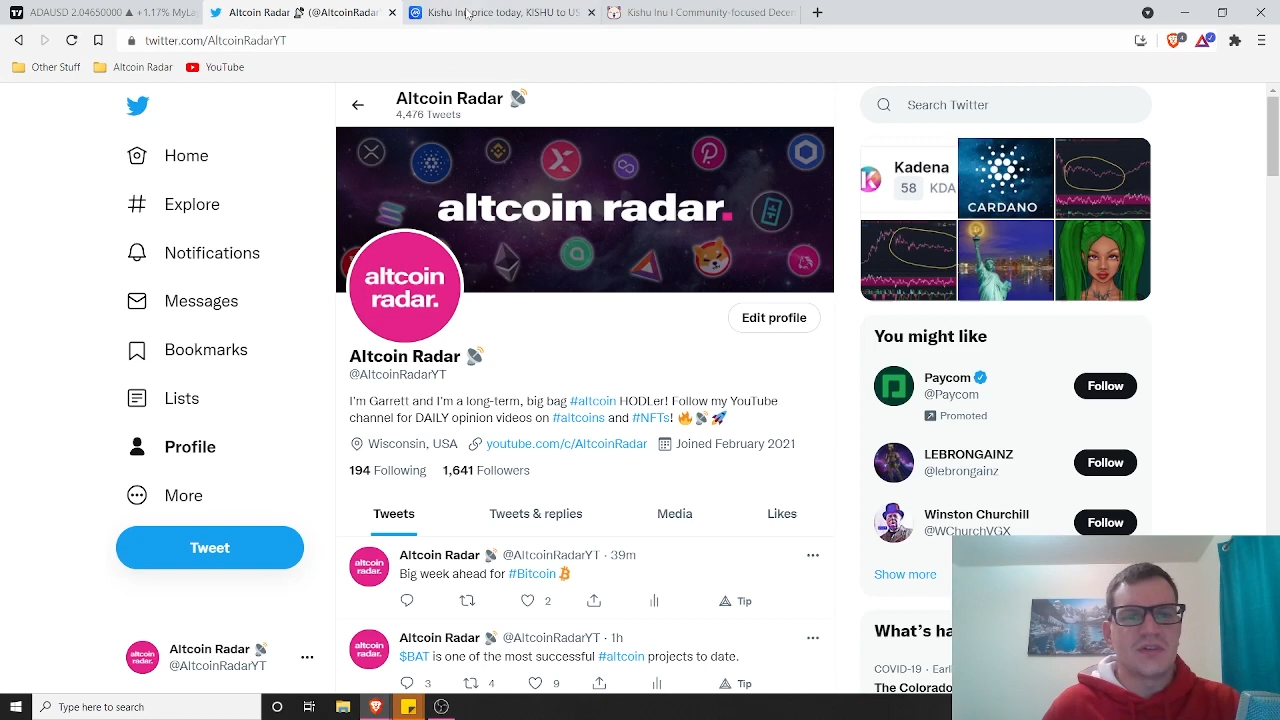 ADAUSD 2.04650000 ▲ +1.17% MyLa
Altcoin Radar (@AltcoinRadarY
Kishu Inu price today, KISHU to US
Kishu Inu | Community-focused Decen
twitter.com/AltcoinRadarYT
4
Other Stuff
Altcoin Radar
YouTube
Altcoin Radar
4,476 Tweets
Search Twitter
Home
Explore
Notifications
Messages
Bookmarks
Lists
Profile
More
Tweet
Altcoin Radar
@AltcoinRadarYT
altcoin radar.
altcoin
radar.
Edit profile
Altcoin Radar
@AltcoinRadarYT
I'm Garrett and I'm a long-term, big bag #altcoin HODLer! Follow my YouTube
channel for DAILY opinion videos on #altcoins and #NFTs! 🔥📡🚀
Wisconsin, USA youtube.com/c/AltcoinRadar Joined February 2021
194 Following 1,641 Followers
Tweets Tweets & replies Media Likes
altcoin
radar.
Altcoin Radar @AltcoinRadarYT · 39m
Big week ahead for #Bitcoin
2 Tip
altcoin
radar.
Altcoin Radar @AltcoinRadarYT · 1h
$BAT is one of the most succesful #altcoin projects to date.
3 4 9 Tip
Kadena
58 KDA
CARDANO
You might like
Paycom
@Paycom
Promoted
Follow
LEBRONGAINZ
@lebrongainz
Follow
Winston Churchill
@WChurchVGX
Follow
Show more
What's ha
COVID-19 · Earl
The Colorado
Type here to search